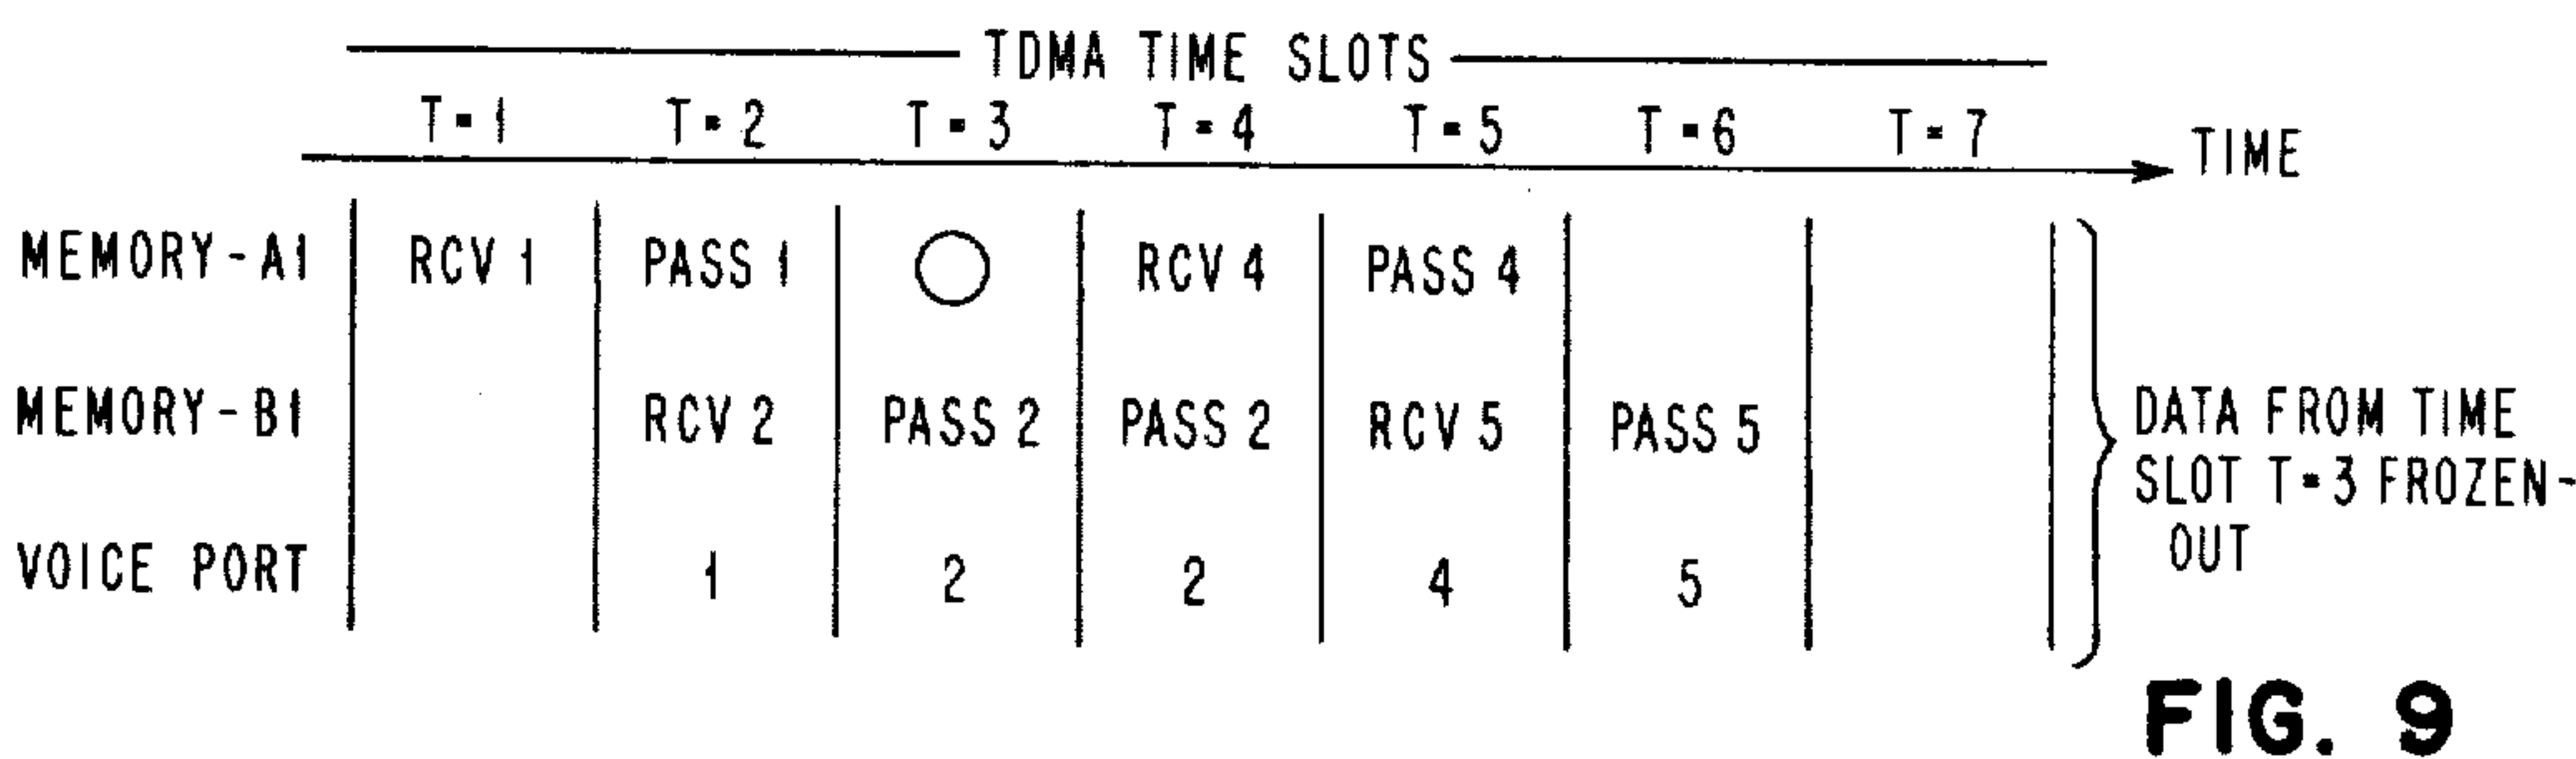 TDMA TIME SLOTS
T=1 T=2 T=3 T=4 T=5 T=6 T=7 TIME
MEMORY-A1 RCV 1 PASS 1 RCV 4 PASS 4
MEMORY-B1 RCV 2 PASS 2 PASS 2 RCV 5 PASS 5
VOICE PORT 1 2 2 4 5
DATA FROM TIME
SLOT T=3 FROZEN-
OUT
FIG. 9